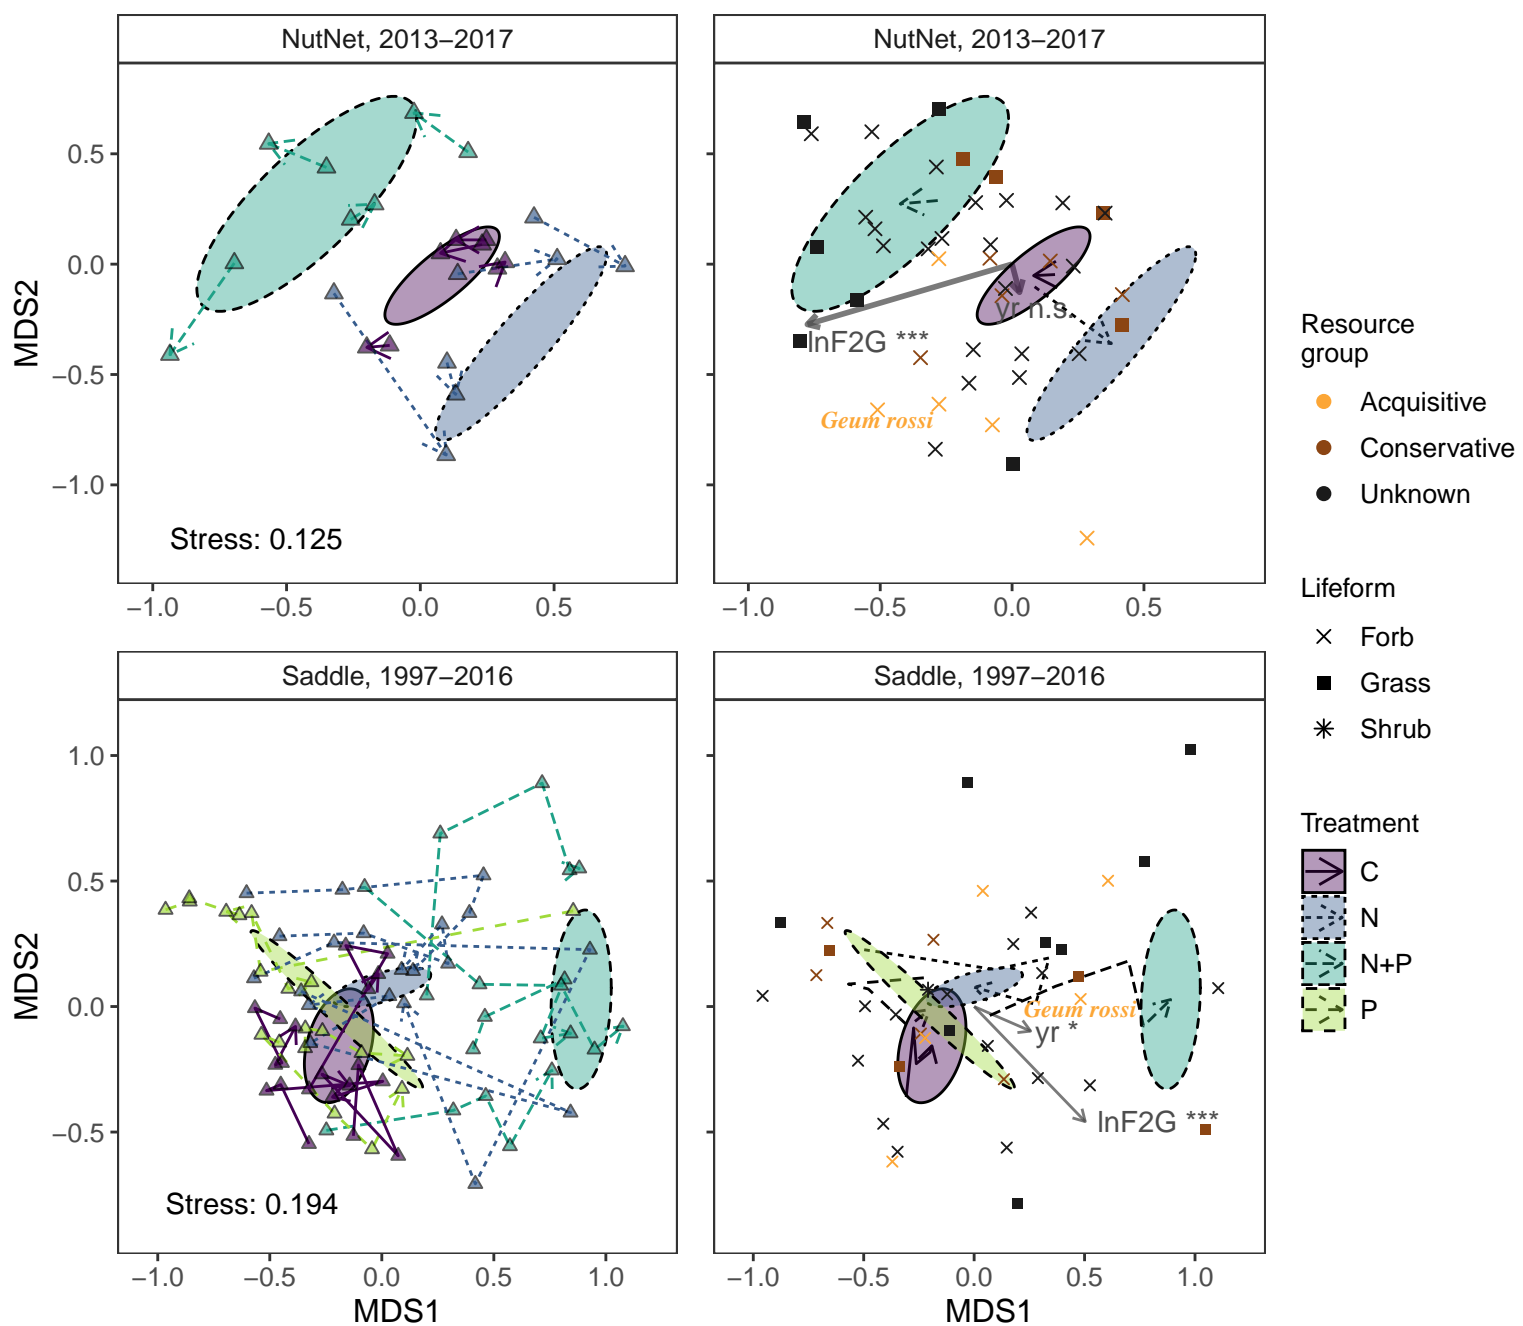 NutNet, 2013−2017
NutNet, 2013−2017
MDS2
0.5
0.0
−0.5
−1.0
Stress: 0.125
−1.0
−0.5
0.0
0.5
yr n.s
lnF2G ***
Geum rossi
−1.0
−0.5
0.0
0.5
Saddle, 1997−2016
Saddle, 1997−2016
MDS2
1.0
0.5
0.0
−0.5
Stress: 0.194
−1.0
−0.5
0.0
0.5
1.0
MDS1
Geum rossi
yr *
lnF2G ***
−1.0
−0.5
0.0
0.5
1.0
MDS1
Resource
group
Acquisitive
Conservative
Unknown
Lifeform
Forb
Grass
Shrub
Treatment
C
N
N+P
P